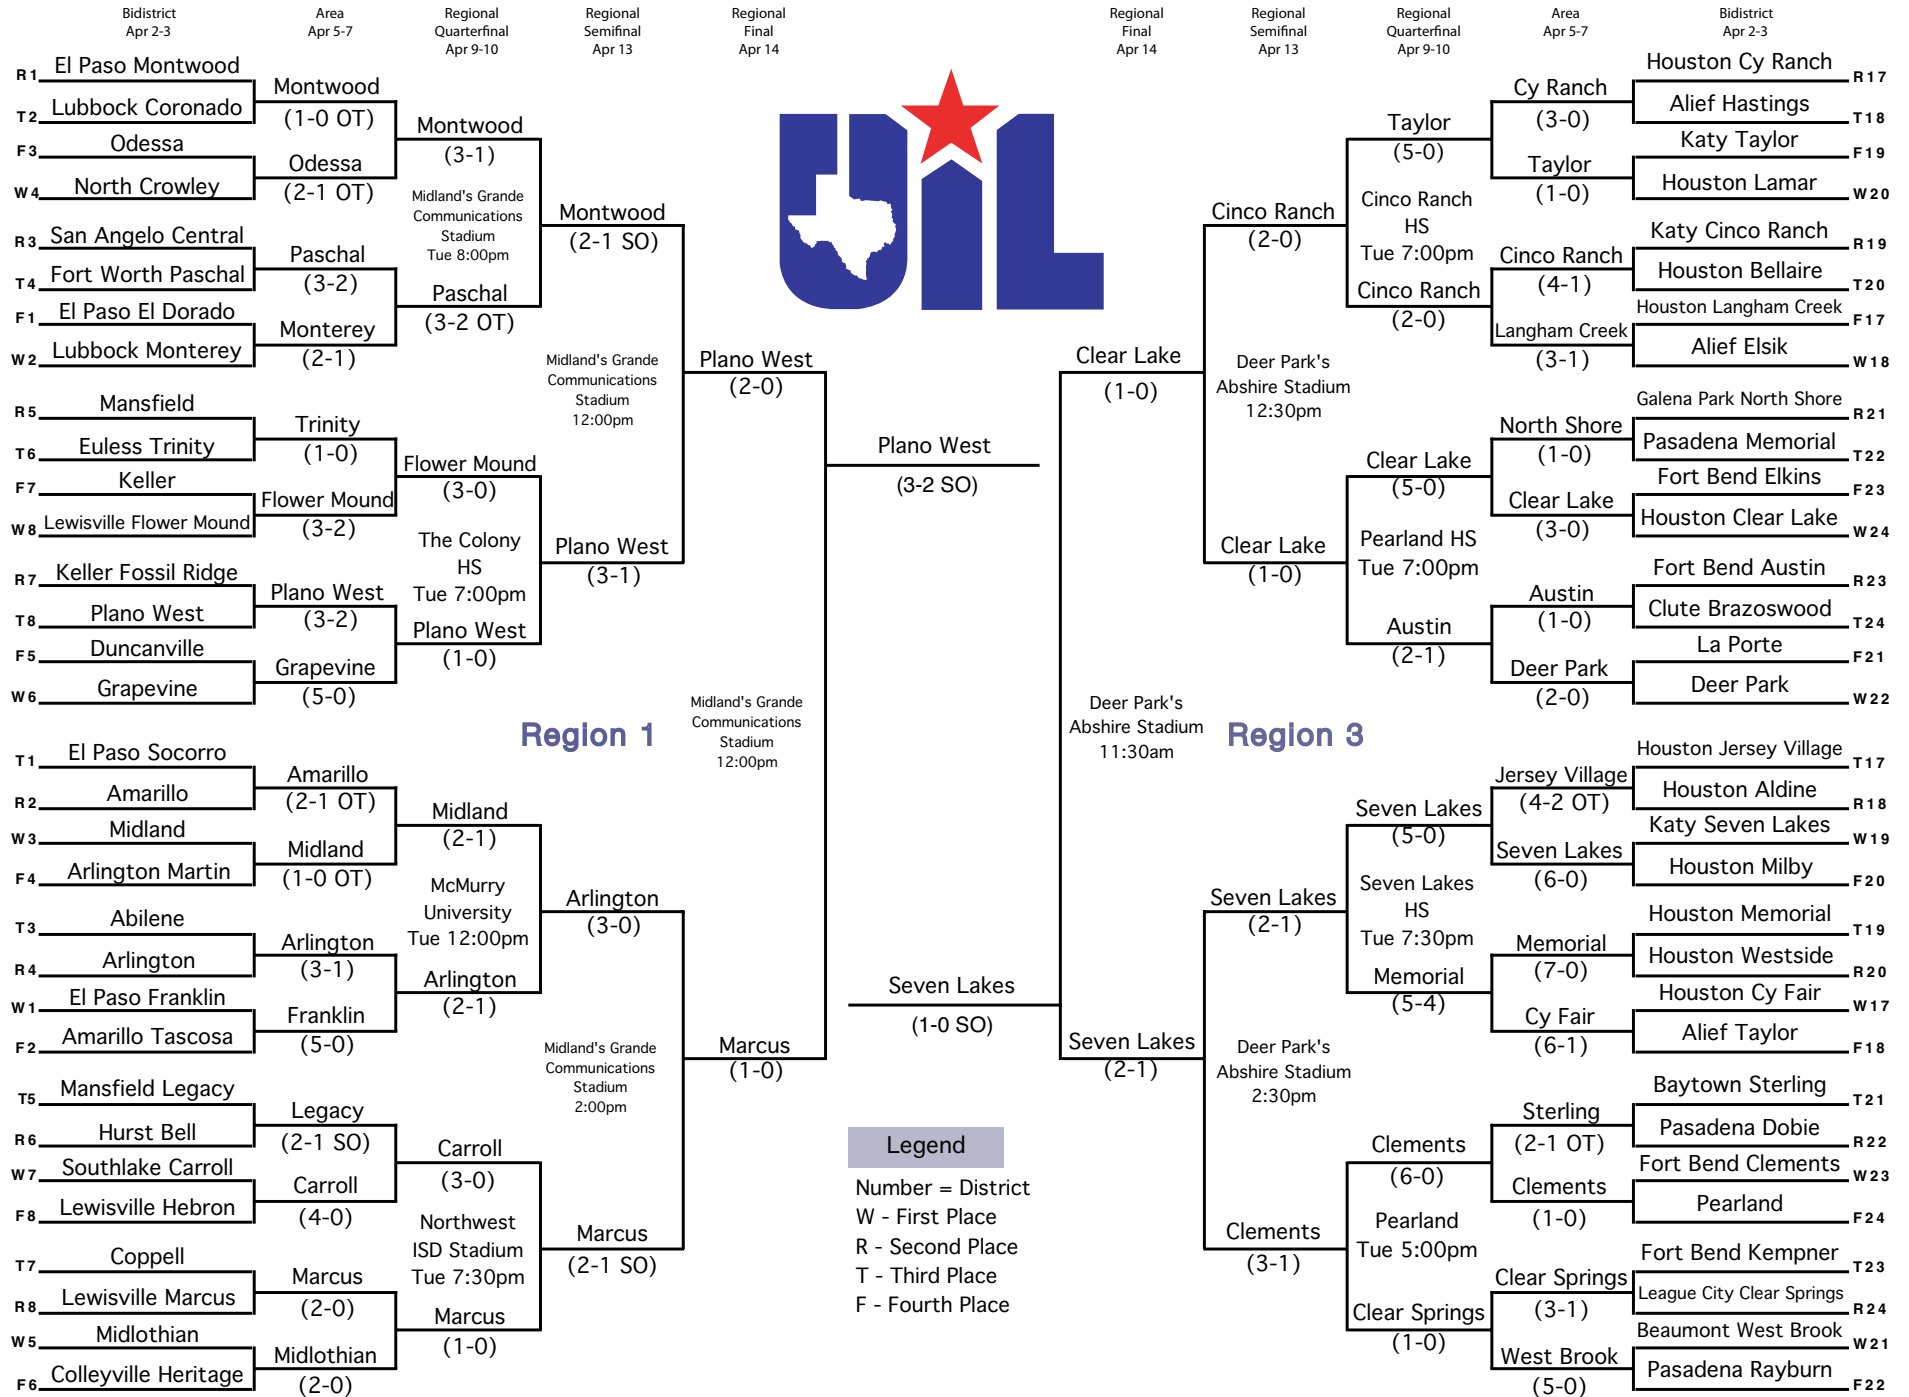 Bidistrict
Apr 2-3
Area
Apr 5-7
Regional
Quarterfinal
Apr 9-10
Regional
Semifinal
Apr 13
Regional
Final
Apr 14
Regional
Final
Apr 14
Regional
Semifinal
Apr 13
Regional
Quarterfinal
Apr 9-10
Area
Apr 5-7
Bidistrict
Apr 2-3
UIL
R1 El Paso Montwood
T2 Lubbock Coronado
F3 Odessa
W4 North Crowley
R3 San Angelo Central
T4 Fort Worth Paschal
F1 El Paso El Dorado
W2 Lubbock Monterey
R5 Mansfield
T6 Euless Trinity
F7 Keller
W8 Lewisville Flower Mound
R7 Keller Fossil Ridge
T8 Plano West
F5 Duncanville
W6 Grapevine
T1 El Paso Socorro
R2 Amarillo
W3 Midland
F4 Arlington Martin
T3 Abilene
R4 Arlington
W1 El Paso Franklin
F2 Amarillo Tascosa
T5 Mansfield Legacy
R6 Hurst Bell
W7 Southlake Carroll
F8 Lewisville Hebron
T7 Coppell
R8 Lewisville Marcus
W5 Midlothian
F6 Colleyville Heritage
Montwood
(1-0 OT)
Odessa
(2-1 OT)
Paschal
(3-2)
Monterey
(2-1)
Trinity
(1-0)
Flower Mound
(3-2)
Plano West
(3-2)
Grapevine
(5-0)
Amarillo
(2-1 OT)
Midland
(1-0 OT)
Arlington
(3-1)
Franklin
(5-0)
Legacy
(2-1 SO)
Carroll
(4-0)
Marcus
(2-0)
Midlothian
(2-0)
Montwood
(3-1)
Midland's Grande
Communications
Stadium
Tue 8:00pm
Paschal
(3-2 OT)
Flower Mound
(3-0)
The Colony
HS
Tue 7:00pm
Plano West
(1-0)
Midland
(2-1)
McMurry
University
Tue 12:00pm
Arlington
(2-1)
Carroll
(3-0)
Northwest
ISD Stadium
Tue 7:30pm
Marcus
(1-0)
Montwood
(2-1 SO)
Midland's Grande
Communications
Stadium
12:00pm
Plano West
(3-1)
Region 1
Arlington
(3-0)
Midland's Grande
Communications
Stadium
2:00pm
Marcus
(2-1 SO)
Plano West
(2-0)
Midland's Grande
Communications
Stadium
12:00pm
Marcus
(1-0)
Plano West
(3-2 SO)
Seven Lakes
(1-0 SO)
Legend
Number = District
W - First Place
R - Second Place
T - Third Place
F - Fourth Place
Clear Lake
(1-0)
Deer Park's
Abshire Stadium
11:30am
Seven Lakes
(2-1)
Cinco Ranch
(2-0)
Deer Park's
Abshire Stadium
12:30pm
Clear Lake
(1-0)
Region 3
Seven Lakes
(2-1)
Deer Park's
Abshire Stadium
2:30pm
Clements
(3-1)
Taylor
(5-0)
Cinco Ranch
HS
Tue 7:00pm
Cinco Ranch
(2-0)
Clear Lake
(5-0)
Pearland HS
Tue 7:00pm
Austin
(2-1)
Seven Lakes
(5-0)
Seven Lakes
HS
Tue 7:30pm
Memorial
(5-4)
Clements
(6-0)
Pearland
Tue 5:00pm
Clear Springs
(1-0)
Cy Ranch
(3-0)
Taylor
(1-0)
Cinco Ranch
(4-1)
Langham Creek
(3-1)
North Shore
(1-0)
Clear Lake
(3-0)
Austin
(1-0)
Deer Park
(2-0)
Jersey Village
(4-2 OT)
Seven Lakes
(6-0)
Memorial
(7-0)
Cy Fair
(6-1)
Sterling
(2-1 OT)
Clements
(1-0)
Clear Springs
(3-1)
West Brook
(5-0)
Houston Cy Ranch R17
Alief Hastings T18
Katy Taylor F19
Houston Lamar W20
Katy Cinco Ranch R19
Houston Bellaire T20
Houston Langham Creek F17
Alief Elsik W18
Galena Park North Shore R21
Pasadena Memorial T22
Fort Bend Elkins F23
Houston Clear Lake W24
Fort Bend Austin R23
Clute Brazoswood T24
La Porte F21
Deer Park W22
Houston Jersey Village T17
Houston Aldine R18
Katy Seven Lakes W19
Houston Milby F20
Houston Memorial T19
Houston Westside R20
Houston Cy Fair W17
Alief Taylor F18
Baytown Sterling T21
Pasadena Dobie R22
Fort Bend Clements W23
Pearland F24
Fort Bend Kempner T23
League City Clear Springs R24
Beaumont West Brook W21
Pasadena Rayburn F22